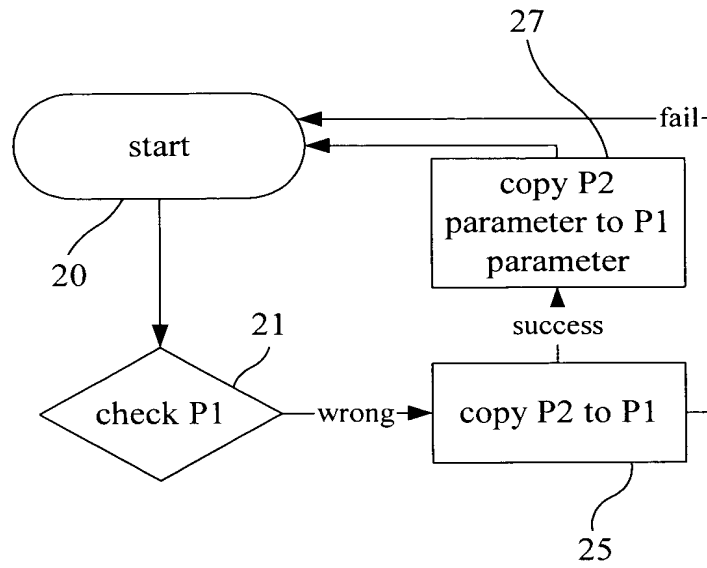 27
fail
start
copy P2
parameter to P1
parameter
20
success
21
check P1
wrong
copy P2 to P1
25